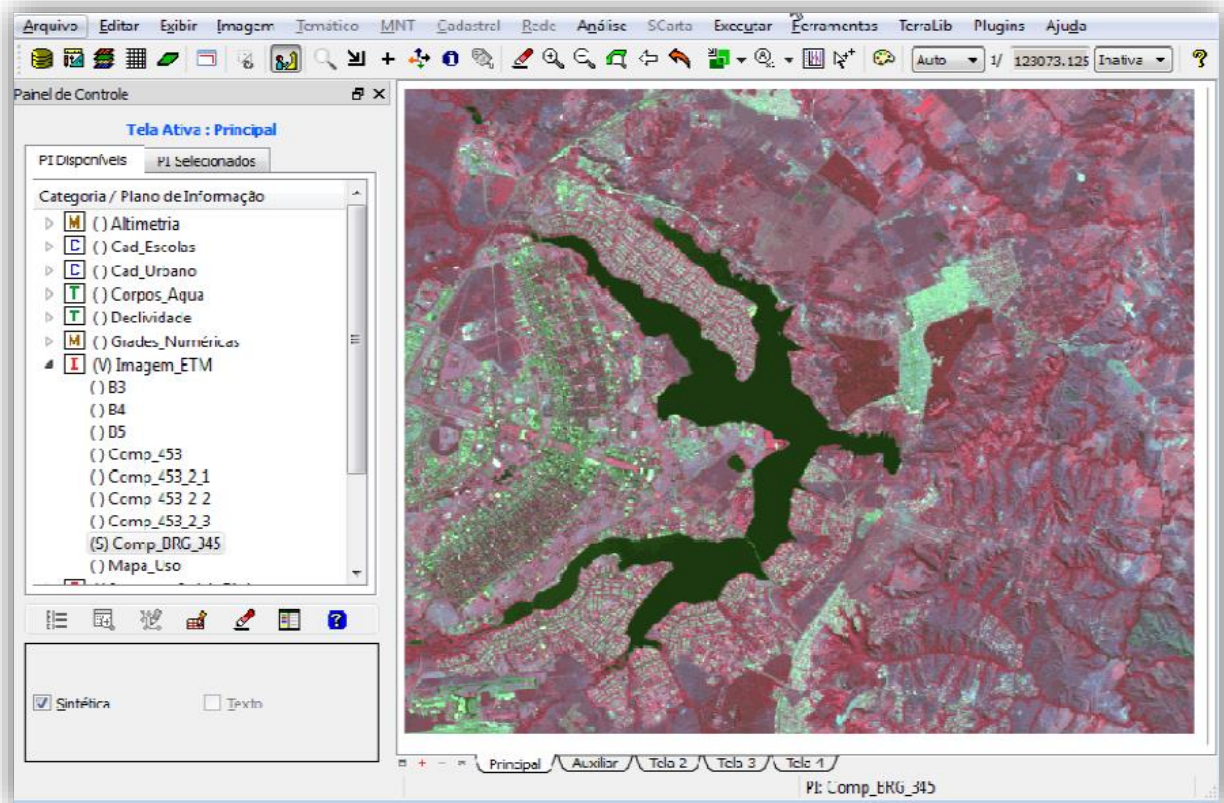 Arquivo Editar Exibir Imagem Temático MNT Cadastral Rede Análise SCarta Executar Ferramentas TerraLib Plugins Ajuda
Auto 1/ 123073.125 Inativa
Painel de Controle
Tela Ativa : Principal
PI Disponíveis PI Selecionados
Categoria / Plano de Informação
M ( ) Altimetria
C ( ) Cad_Escolas
C ( ) Cad_Urbano
T ( ) Corpos_Agua
T ( ) Declividade
M ( ) Grades_Numéricas
I (V) Imagem_ETM
( ) B3
( ) B4
( ) B5
( ) Comp_453
( ) Comp_453_2_1
( ) Comp_453_2_2
( ) Comp_453_2_3
(S) Comp_BRG_345
( ) Mapa_Uso
Sintética Texto
Principal Auxiliar Tela 2 Tela 3 Tela 4
PI: Comp_BRG_345